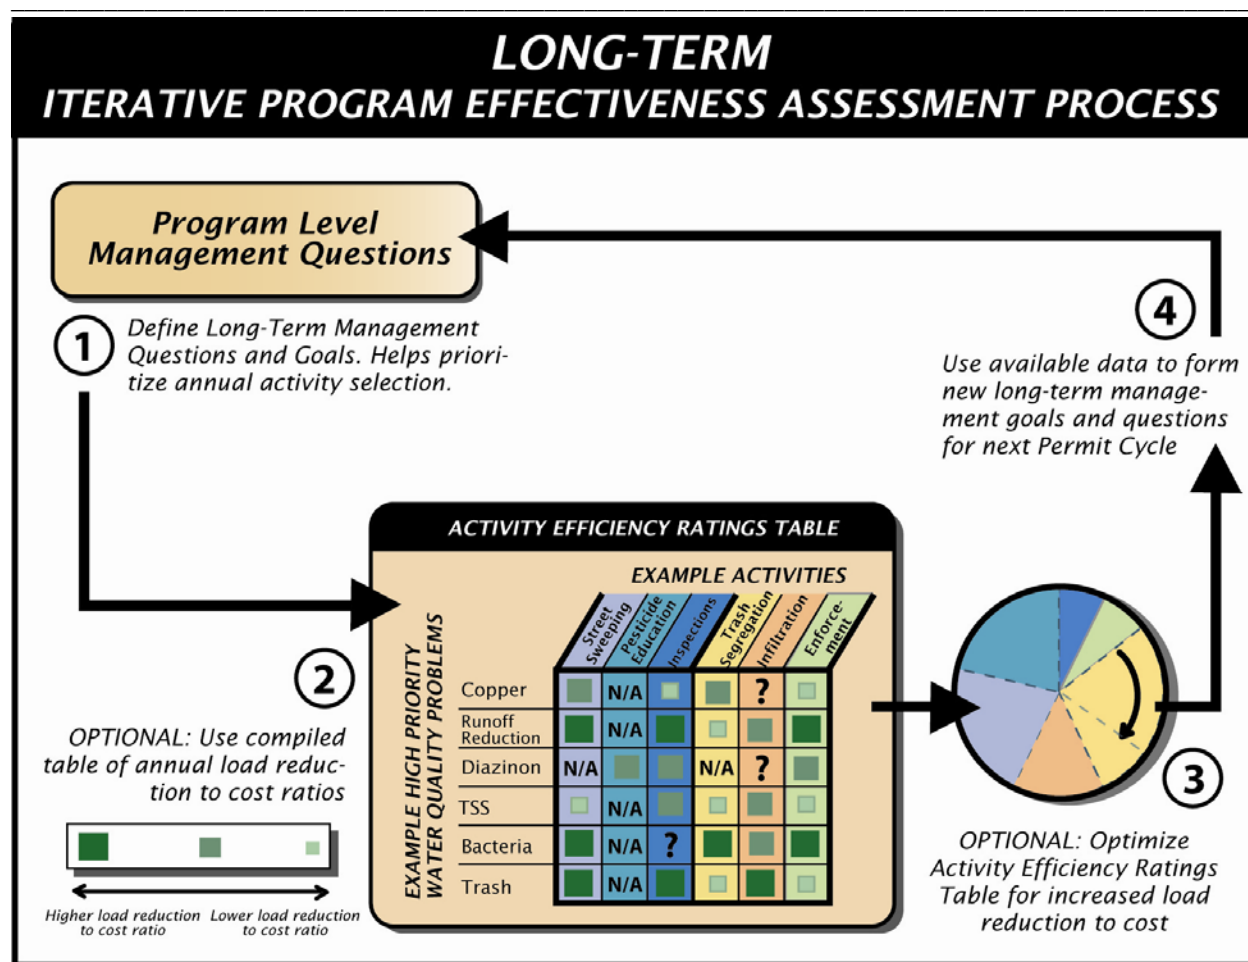 LONG-TERM
ITERATIVE PROGRAM EFFECTIVENESS ASSESSMENT PROCESS
Program Level
Management Questions
1
Define Long-Term Management
Questions and Goals. Helps priori-
tize annual activity selection.
4
Use available data to form
new long-term manage-
ment goals and questions
for next Permit Cycle
2
OPTIONAL: Use compiled
table of annual load reduc-
tion to cost ratios
Higher load reduction
to cost ratio
Lower load reduction
to cost ratio
ACTIVITY EFFICIENCY RATINGS TABLE
EXAMPLE ACTIVITIES
EXAMPLE HIGH PRIORITY
WATER QUALITY PROBLEMS
Street
Sweeping
Pesticide
Education
Inspections
Trash
Segregation
Infiltration
Enforce-
ment
Copper N/A ?
Runoff
Reduction N/A
Diazinon N/A N/A ?
TSS N/A
Bacteria N/A ?
Trash N/A
3
OPTIONAL: Optimize
Activity Efficiency Ratings
Table for increased load
reduction to cost